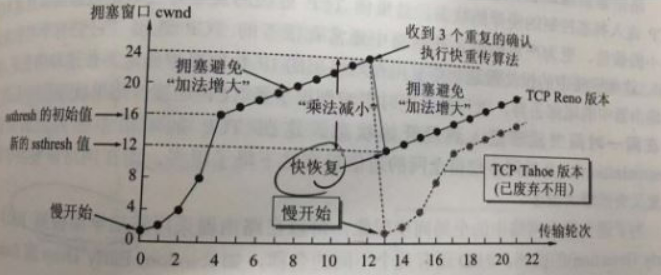 拥塞窗口 cwnd
收到 3 个重复的确认
执行快重传算法
24
拥塞避免
“加法增大”
20
拥塞避免
“加法增大”
TCP Reno 版本
ssthresh 的初始值
16
“乘法减小”
新的 ssthresh 值
12
快恢复
TCP Tahoe 版本
(已废弃不用)
8
4
慢开始
慢开始
0
传输轮次
0 2 4 6 8 10 12 14 16 18 20 22